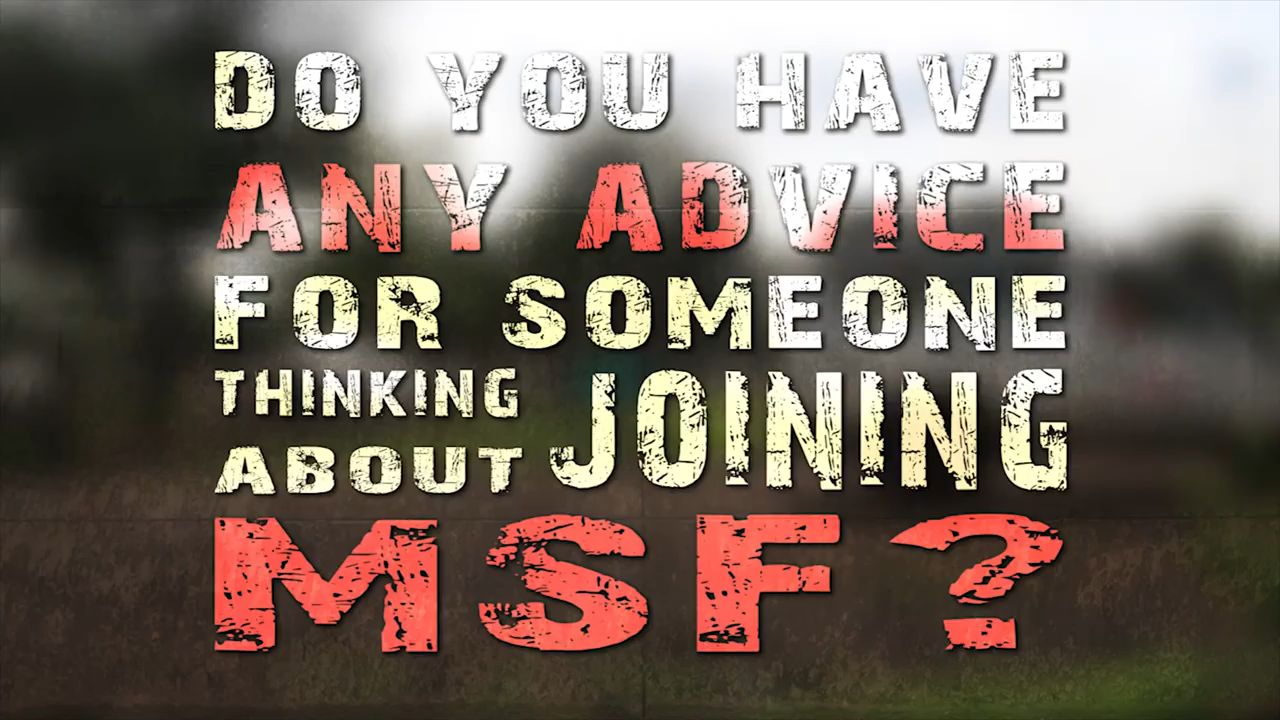 DO YOU HAVE
ANY ADVICE
FOR SOMEONE
THINKING
ABOUT JOINING
MSF?